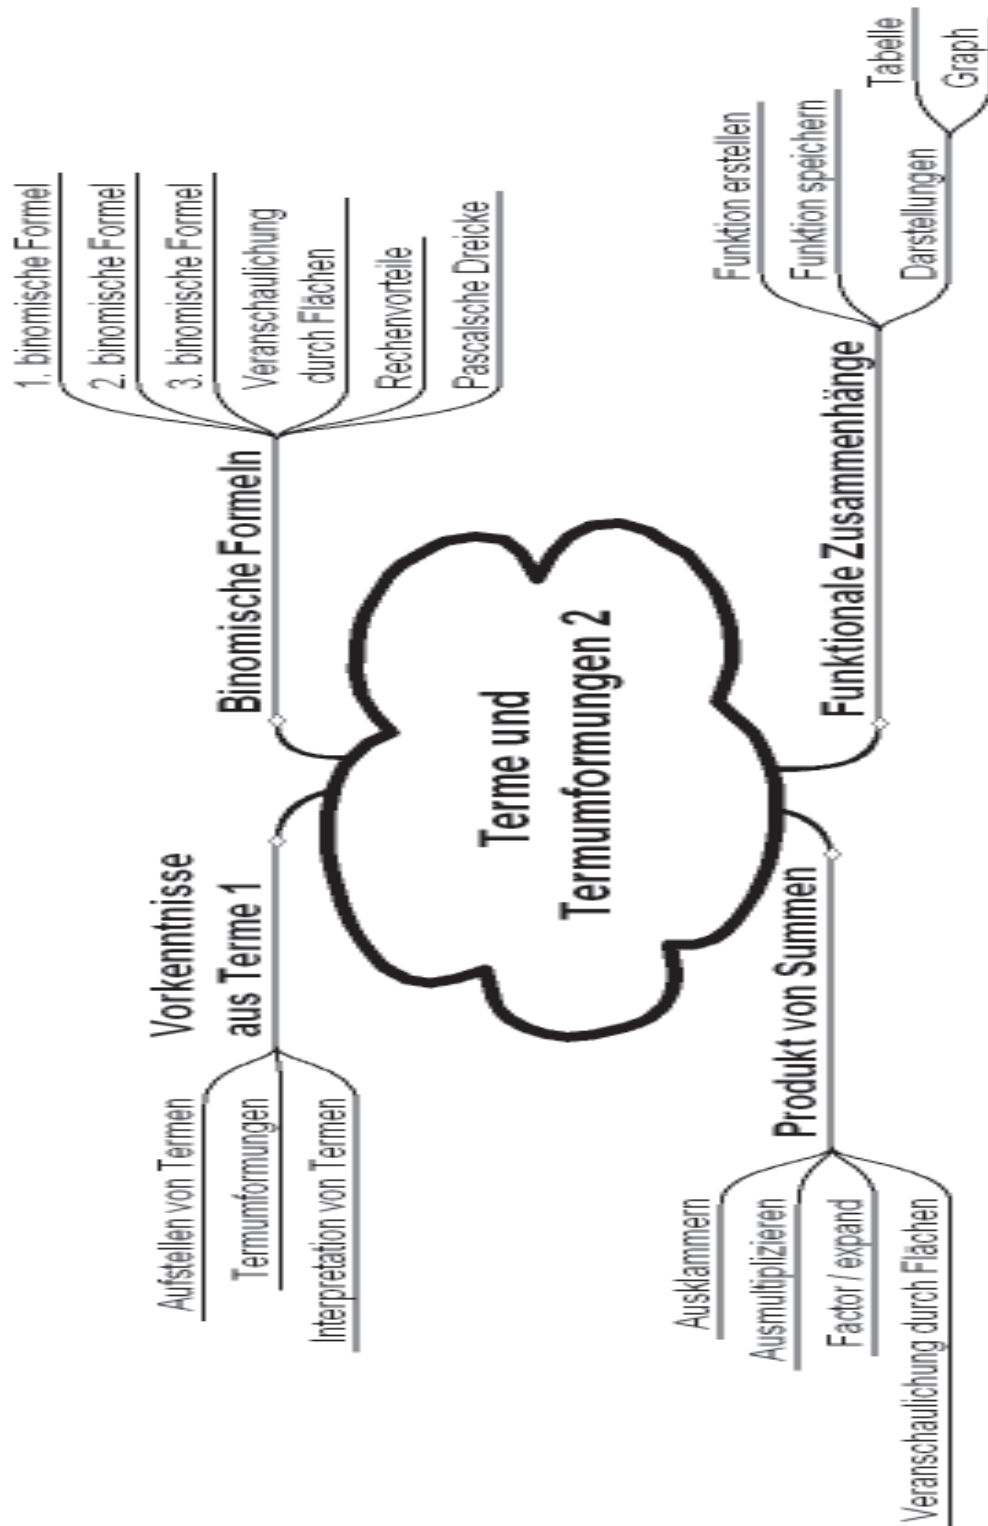 Terme und
Termumformungen 2
Vorkenntnisse
aus Terme 1
Aufstellen von Termen
Termumformungen
Interpretation von Termen
Binomische Formeln
1. binomische Formel
2. binomische Formel
3. binomische Formel
Veranschaulichung
durch Flächen
Rechenvorteile
Pascalsche Dreicke
Produkt von Summen
Ausklammern
Ausmultiplizieren
Factor / expand
Veranschaulichung durch Flächen
Funktionale Zusammenhänge
Funktion erstellen
Funktion speichern
Darstellungen
Tabelle
Graph